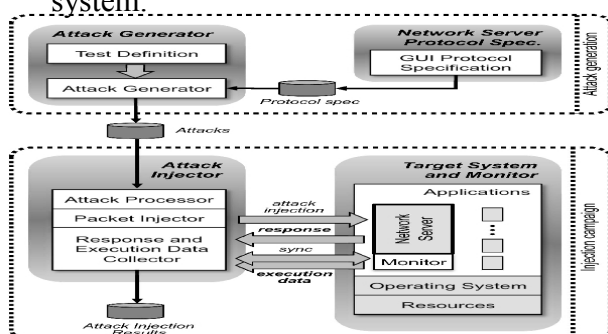 system.
Attack Generator
Test Definition
Attack Generator
Network Server
Protocol Spec.
GUI Protocol
Specification
Protocol spec
Attack generation
Attacks
Attack
Injector
Attack Processor
Packet Injector
Response and
Execution Data
Collector
attack
injection
response
sync
execution
data
Target System
and Monitor
Applications
Network
Server
Monitor
Operating System
Resources
Injection campaign
Attack Injection
Results